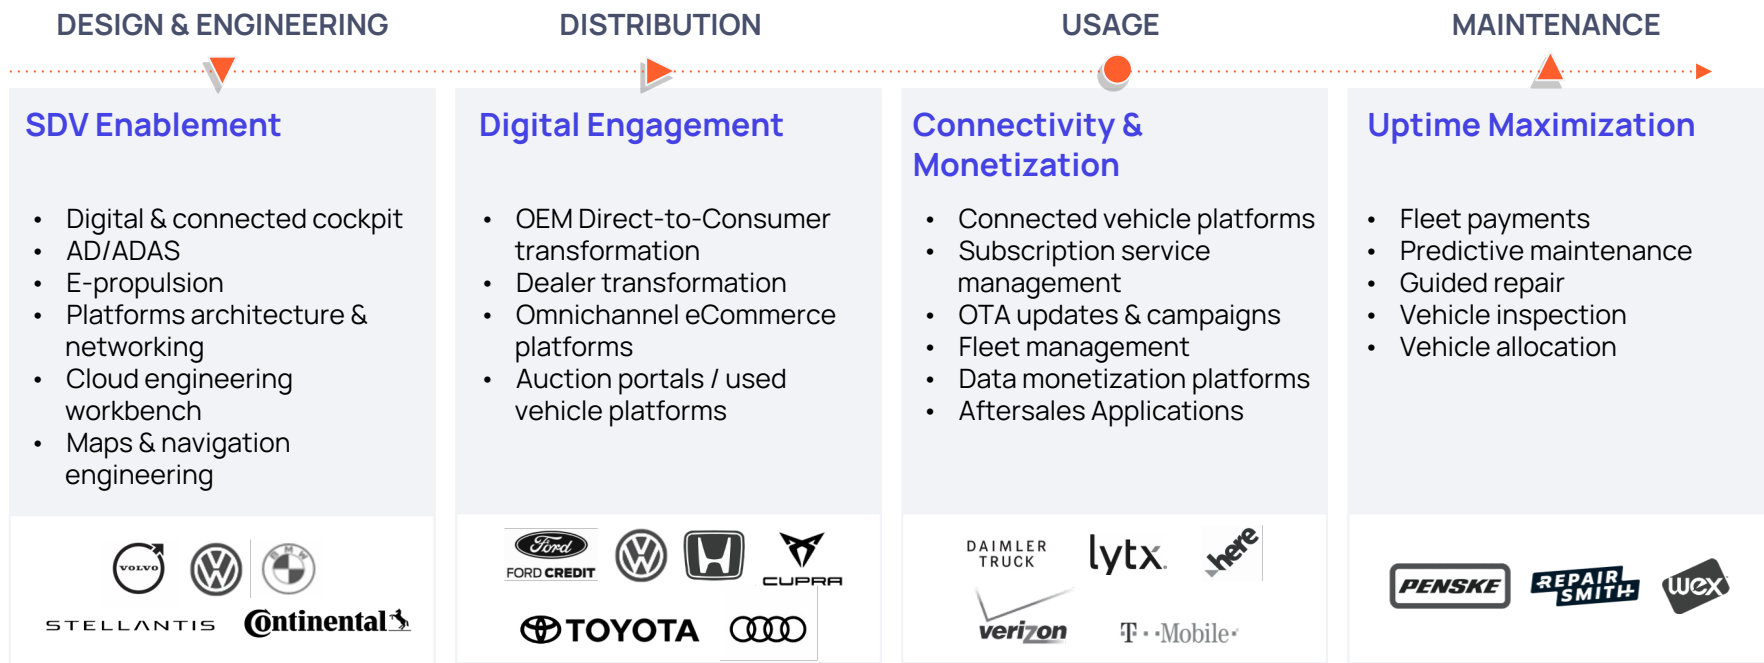 DESIGN & ENGINEERING
DISTRIBUTION
USAGE
MAINTENANCE
SDV Enablement
• Digital & connected cockpit
• AD/ADAS
• E-propulsion
• Platforms architecture &
networking
• Cloud engineering
workbench
• Maps & navigation
engineering
VOLVO
BMW
STELLANTIS
Continental
Digital Engagement
• OEM Direct-to-Consumer
transformation
• Dealer transformation
• Omnichannel eCommerce
platforms
• Auction portals / used
vehicle platforms
Ford
FORD CREDIT
CUPRA
TOYOTA
Connectivity &
Monetization
• Connected vehicle platforms
• Subscription service
management
• OTA updates & campaigns
• Fleet management
• Data monetization platforms
• Aftersales Applications
DAIMLER
TRUCK
lytx.
here
verizon
T··Mobile·
Uptime Maximization
• Fleet payments
• Predictive maintenance
• Guided repair
• Vehicle inspection
• Vehicle allocation
PENSKE
REPAIR
SMITH
wex